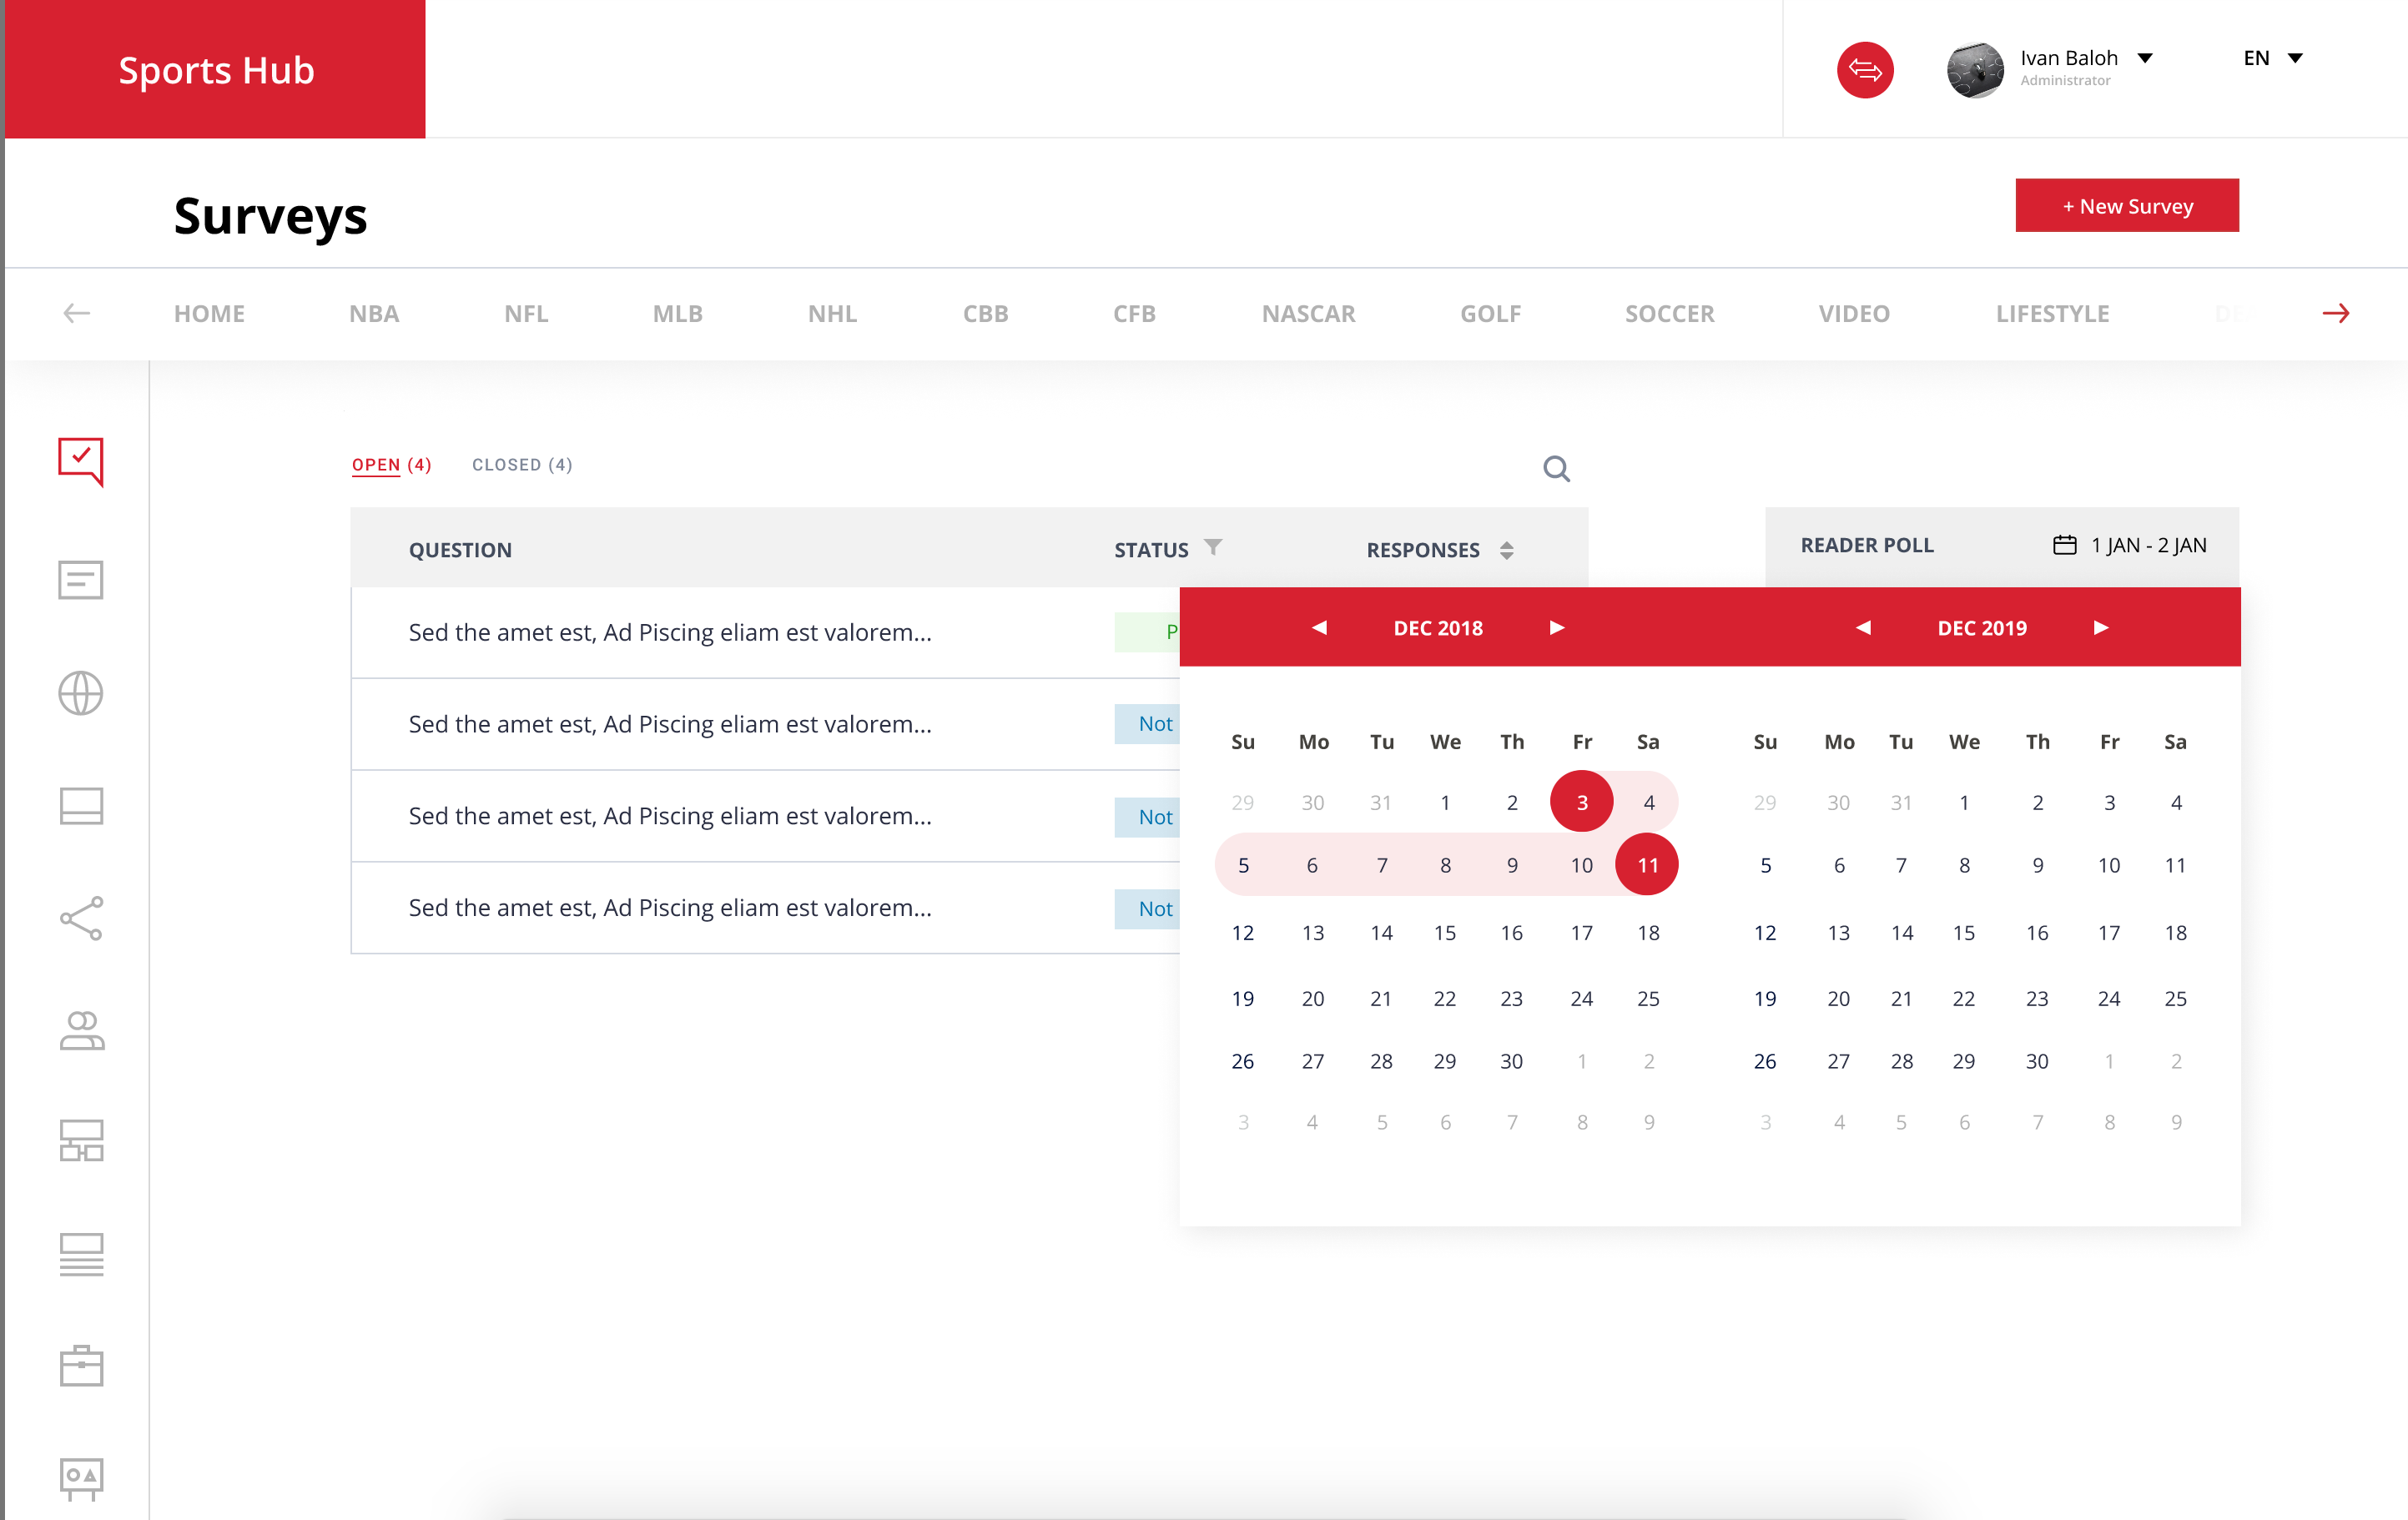 Sports Hub
Ivan Baloh
Administrator
EN
Surveys
+ New Survey
HOME NBA NFL MLB NHL CBB CFB NASCAR GOLF SOCCER VIDEO LIFESTYLE
OPEN (4) CLOSED (4)
QUESTION STATUS RESPONSES
READER POLL 1 JAN - 2 JAN
Sed the amet est, Ad Piscing eliam est valorem... P
Sed the amet est, Ad Piscing eliam est valorem... Not
Sed the amet est, Ad Piscing eliam est valorem... Not
Sed the amet est, Ad Piscing eliam est valorem... Not
DEC 2018
Su Mo Tu We Th Fr Sa
29 30 31 1 2 3 4
5 6 7 8 9 10 11
12 13 14 15 16 17 18
19 20 21 22 23 24 25
26 27 28 29 30 1 2
3 4 5 6 7 8 9
DEC 2019
Su Mo Tu We Th Fr Sa
29 30 31 1 2 3 4
5 6 7 8 9 10 11
12 13 14 15 16 17 18
19 20 21 22 23 24 25
26 27 28 29 30 1 2
3 4 5 6 7 8 9